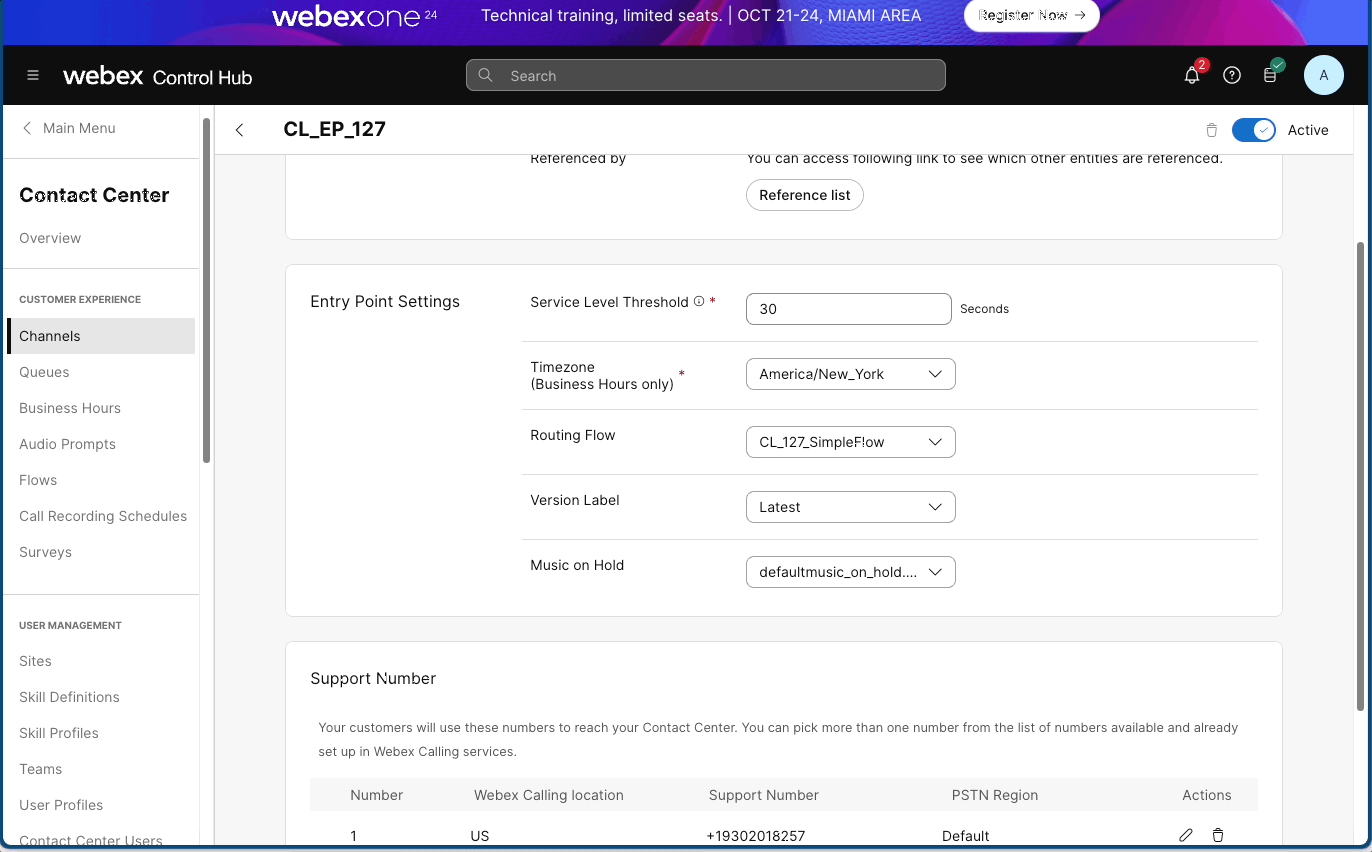 webexone 24
Technical training, limited seats. | OCT 21-24, MIAMI AREA
Register Now →
webex Control Hub
Search
2
A
Main Menu
Contact Center
Overview
CUSTOMER EXPERIENCE
Channels
Queues
Business Hours
Audio Prompts
Flows
Call Recording Schedules
Surveys
USER MANAGEMENT
Sites
Skill Definitions
Skill Profiles
Teams
User Profiles
Contact Center Users
CL_EP_127
Active
Referenced by
You can access following link to see which other entities are referenced.
Reference list
Entry Point Settings
Service Level Threshold *
30 Seconds
Timezone
(Business Hours only) *
America/New_York
Routing Flow
CL_127_SimpleFlow
Version Label
Latest
Music on Hold
defaultmusic_on_hold....
Support Number
Your customers will use these numbers to reach your Contact Center. You can pick more than one number from the list of numbers available and already
set up in Webex Calling services.
Number Webex Calling location Support Number PSTN Region Actions
1 US +19302018257 Default